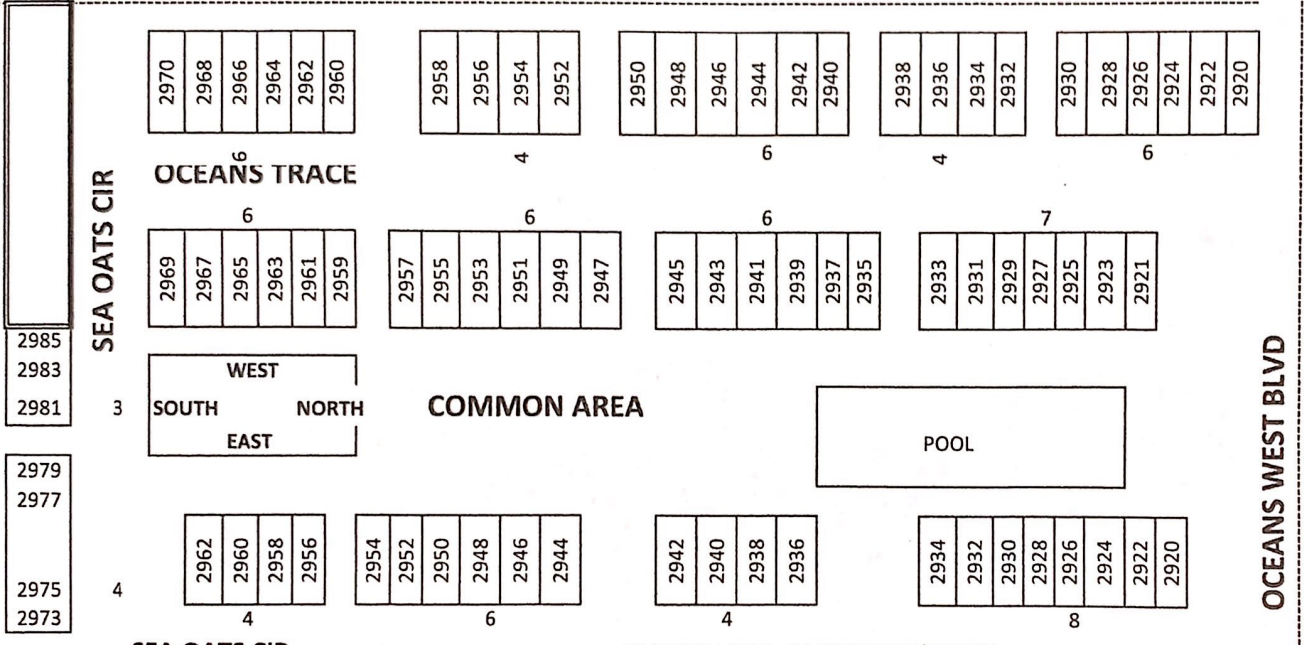 2970 2968 2966 2964 2962 2960 2958 2956 2954 2952 2950 2948 2946 2944 2942 2940 2938 2936 2934 2932 2930 2928 2926 2924 2922 2920
6 4 6 4 6
OCEANS TRACE
SEA OATS CIR
6 6 6 7
2969 2967 2965 2963 2961 2959 2957 2955 2953 2951 2949 2947 2945 2943 2941 2939 2937 2935 2933 2931 2929 2927 2925 2923 2921
2985
2983
2981
3
WEST
SOUTH NORTH
EAST
COMMON AREA
POOL
OCEANS WEST BLVD
2979
2977
2975
2973
4
2962 2960 2958 2956 2954 2952 2950 2948 2946 2944 2942 2940 2938 2936 2934 2932 2930 2928 2926 2924 2922 2920
4 6 4 8
SEA OATS CIR